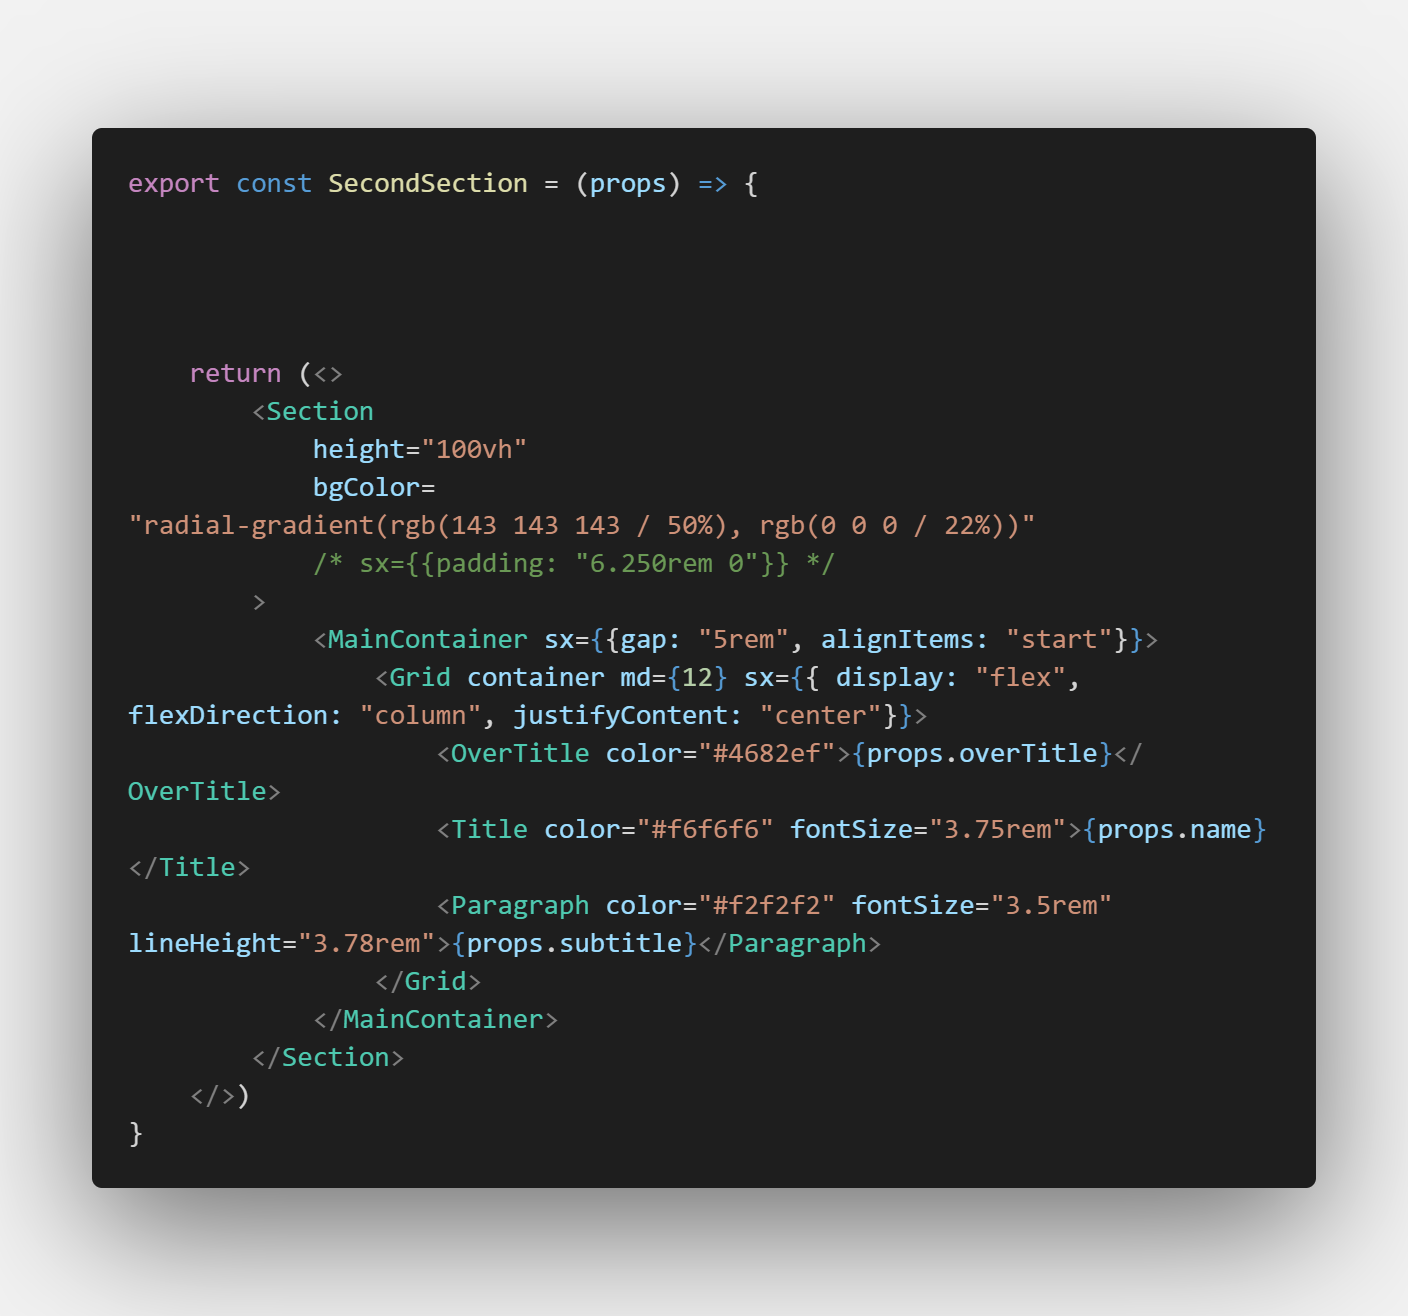 export const SecondSection = (props) => {
    return (<>
        <Section
            height="100vh"
            bgColor=
"radial-gradient(rgb(143 143 143 / 50%), rgb(0 0 0 / 22%))"
            /* sx={{padding: "6.250rem 0"}} */
        >
            <MainContainer sx={{gap: "5rem", alignItems: "start"}}>
                <Grid container md={12} sx={{ display: "flex",
flexDirection: "column", justifyContent: "center"}}>
                    <OverTitle color="#4682ef">{props.overTitle}</
OverTitle>
                    <Title color="#f6f6f6" fontSize="3.75rem">{props.name}
</Title>
                    <Paragraph color="#f2f2f2" fontSize="3.5rem"
lineHeight="3.78rem">{props.subtitle}</Paragraph>
                </Grid>
            </MainContainer>
        </Section>
    </>)
}